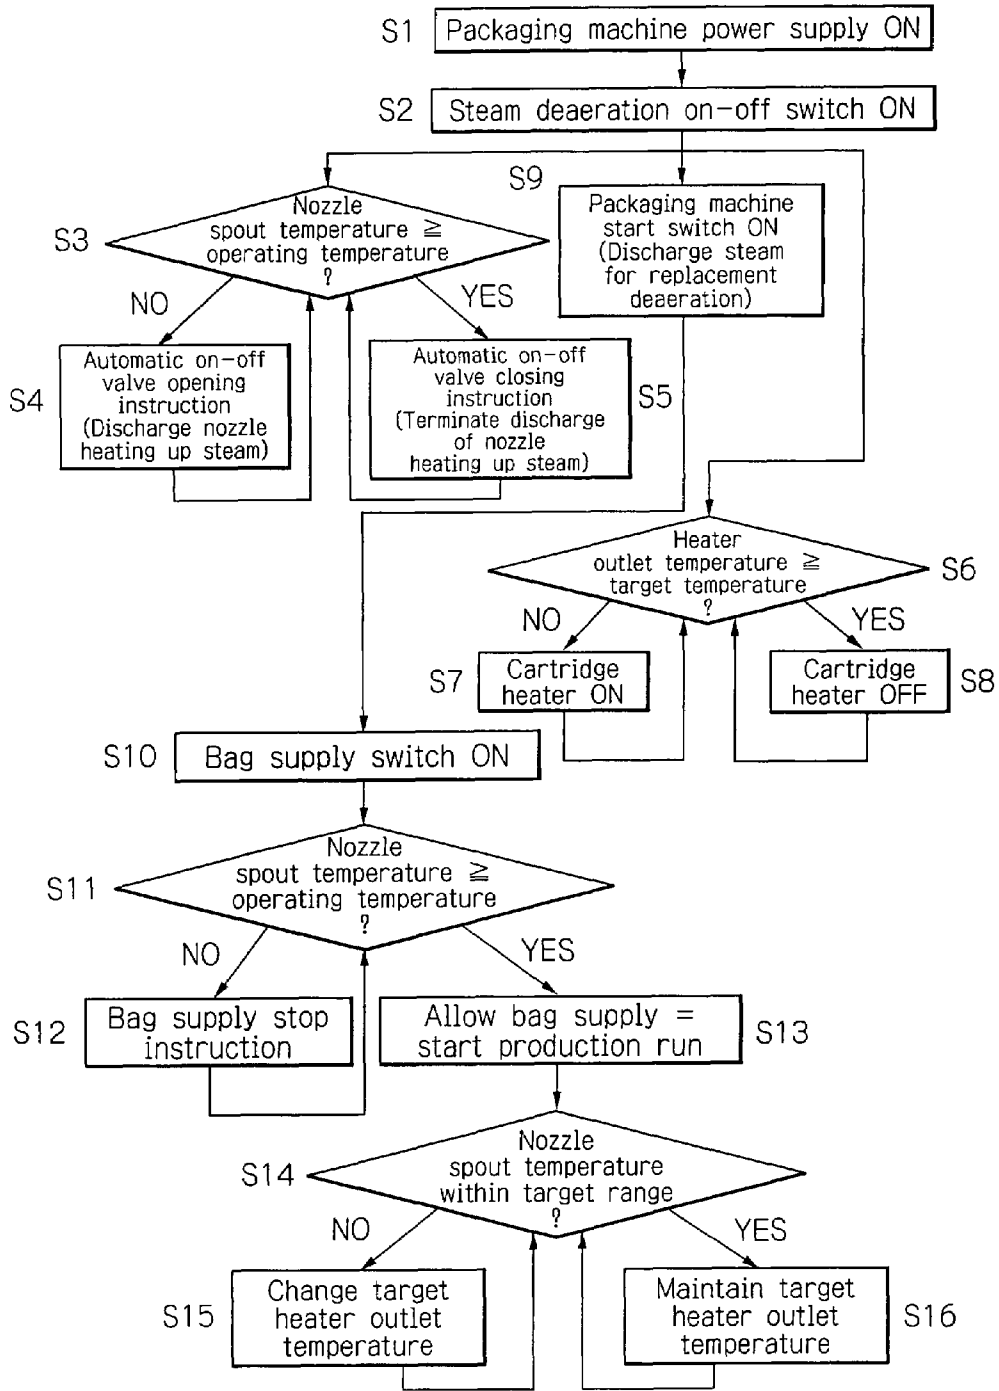 S1
Packaging machine power supply ON
S2
Steam deaeration on-off switch ON
S3
Nozzle
spout temperature ≧
operating temperature
?
NO
YES
S4
Automatic on-off
valve opening
instruction
(Discharge nozzle
heating up steam)
Automatic on-off
valve closing
instruction
(Terminate discharge
of nozzle
heating up steam)
S5
S9
Packaging machine
start switch ON
(Discharge steam
for replacement
deaeration)
Heater
outlet temperature ≧
target temperature
?
S6
NO
YES
S7
Cartridge
heater ON
Cartridge
heater OFF
S8
S10
Bag supply switch ON
S11
Nozzle
spout temperature ≧
operating temperature
?
NO
YES
S12
Bag supply stop
instruction
Allow bag supply =
start production run
S13
S14
Nozzle
spout temperature
within target range
?
NO
YES
S15
Change target
heater outlet
temperature
Maintain target
heater outlet
temperature
S16